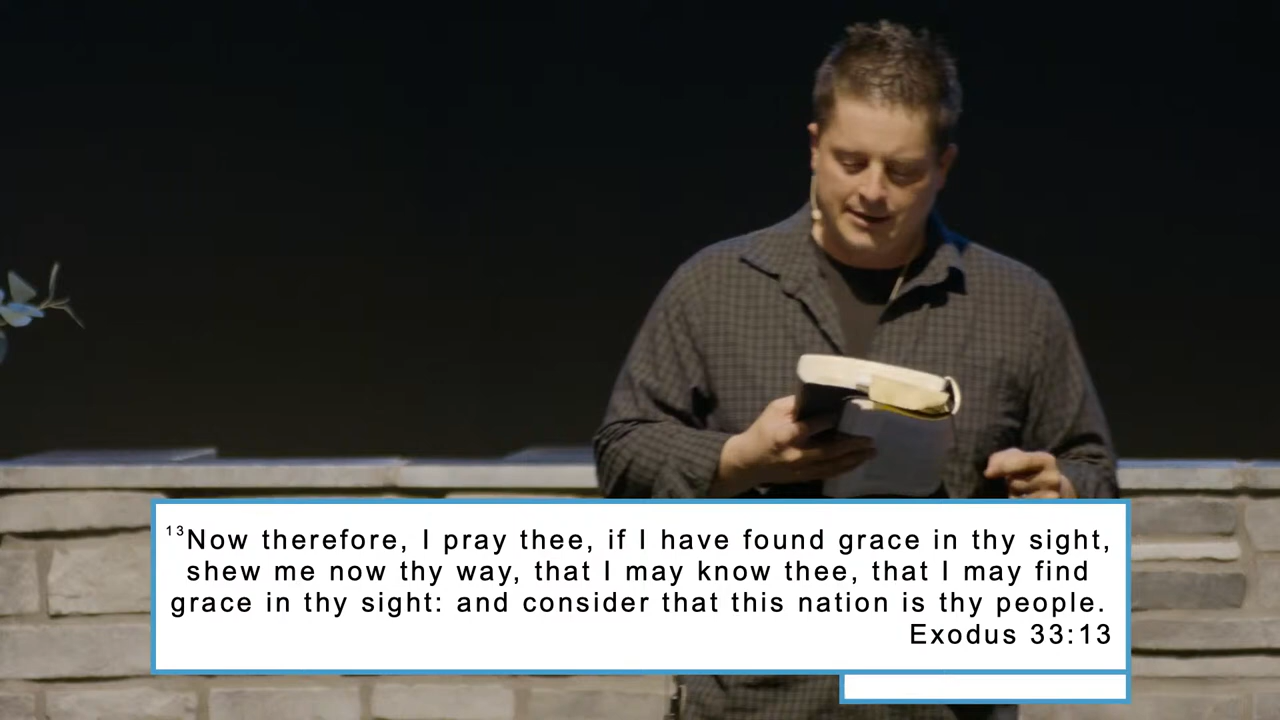 ¹³Now therefore, I pray thee, if I have found grace in thy sight,
shew me now thy way, that I may know thee, that I may find
grace in thy sight: and consider that this nation is thy people.
Exodus 33:13